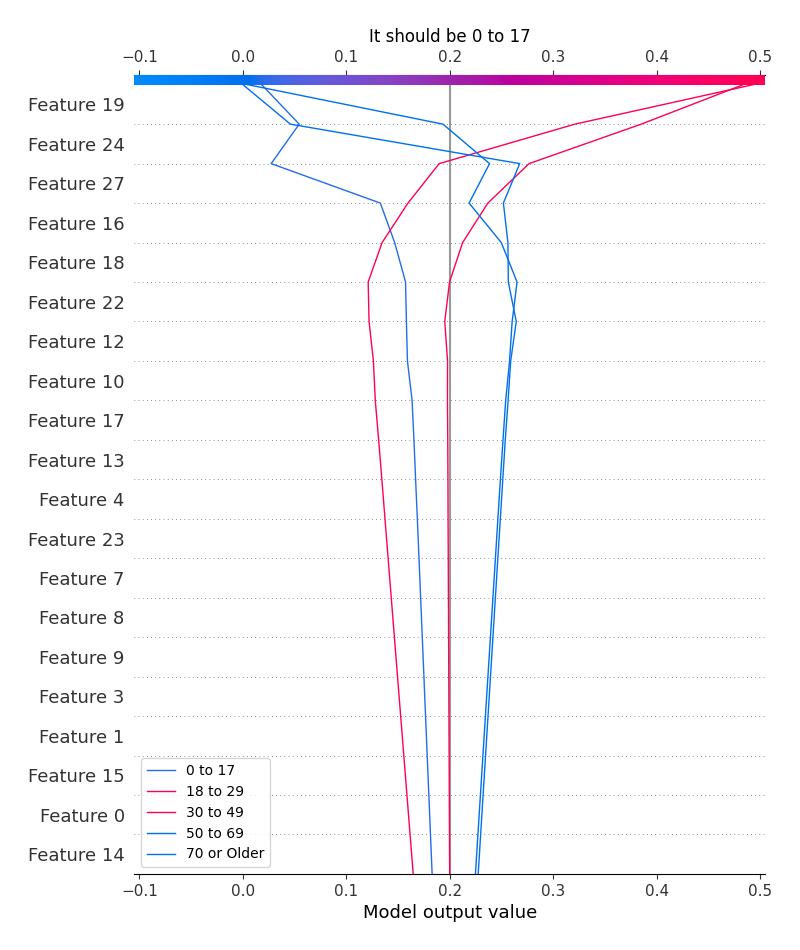 It should be 0 to 17
−0.1 0.0 0.1 0.2 0.3 0.4 0.5
Feature 19
Feature 24
Feature 27
Feature 16
Feature 18
Feature 22
Feature 12
Feature 10
Feature 17
Feature 13
Feature 4
Feature 23
Feature 7
Feature 8
Feature 9
Feature 3
Feature 1
Feature 15
Feature 0
Feature 14
0 to 17
18 to 29
30 to 49
50 to 69
70 or Older
−0.1 0.0 0.1 0.2 0.3 0.4 0.5
Model output value